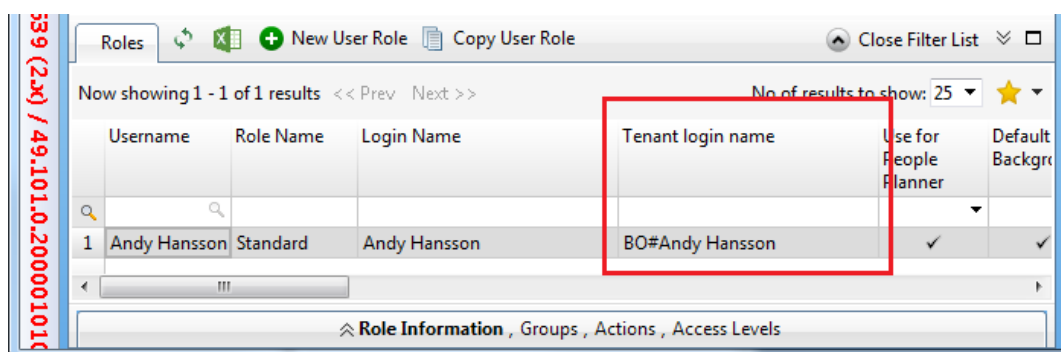 639 (2.x) / 49.101.0.200001010
Roles New User Role Copy User Role Close Filter List
Now showing 1 - 1 of 1 results << Prev Next >> No of results to show: 25
Username Role Name Login Name Tenant login name Use for People Planner Default Backgro
1 Andy Hansson Standard Andy Hansson BO#Andy Hansson
Role Information , Groups , Actions , Access Levels